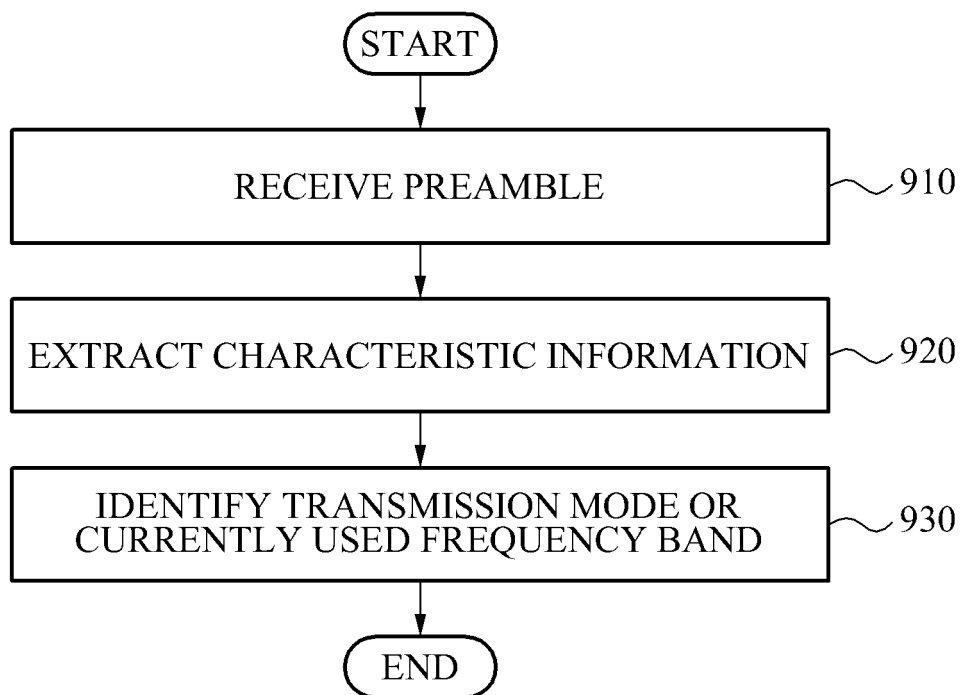 START
RECEIVE PREAMBLE
910
EXTRACT CHARACTERISTIC INFORMATION
920
IDENTIFY TRANSMISSION MODE OR
CURRENTLY USED FREQUENCY BAND
930
END